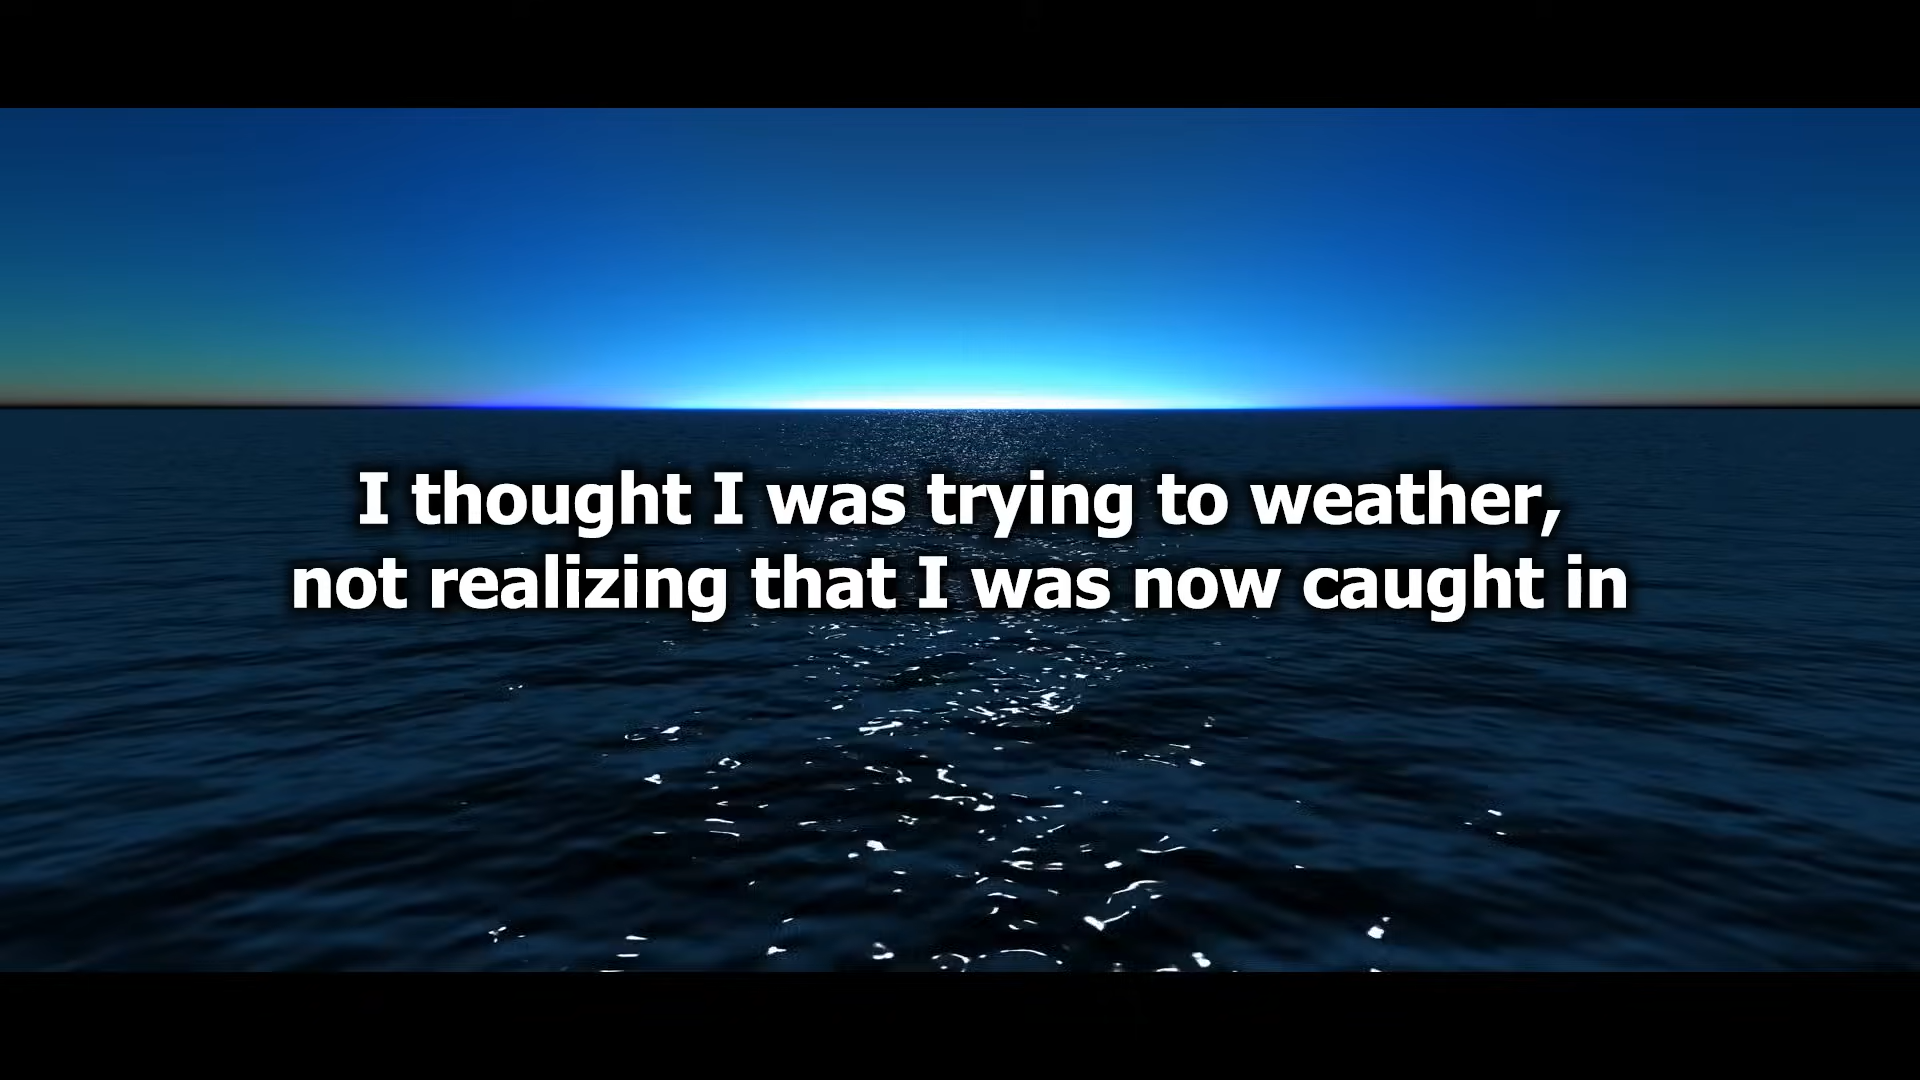 I thought I was trying to weather,
not realizing that I was now caught in